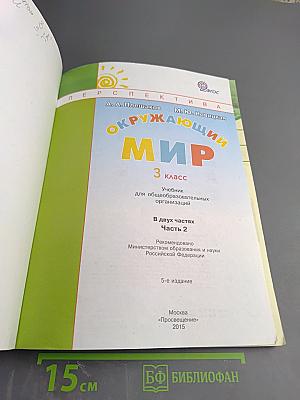 ФГОС
ПЕРСПЕКТИВА
А. А. Плешаков М. Ю. Новицкая
ОКРУЖАЮЩИЙ
МИР
3 класс
Учебник
для общеобразовательных
организаций
В двух частях
Часть 2
Рекомендовано
Министерством образования и науки
Российской Федерации
5-е издание
Москва
«Просвещение»
2015
15 см
БФ БИБЛИОФАН